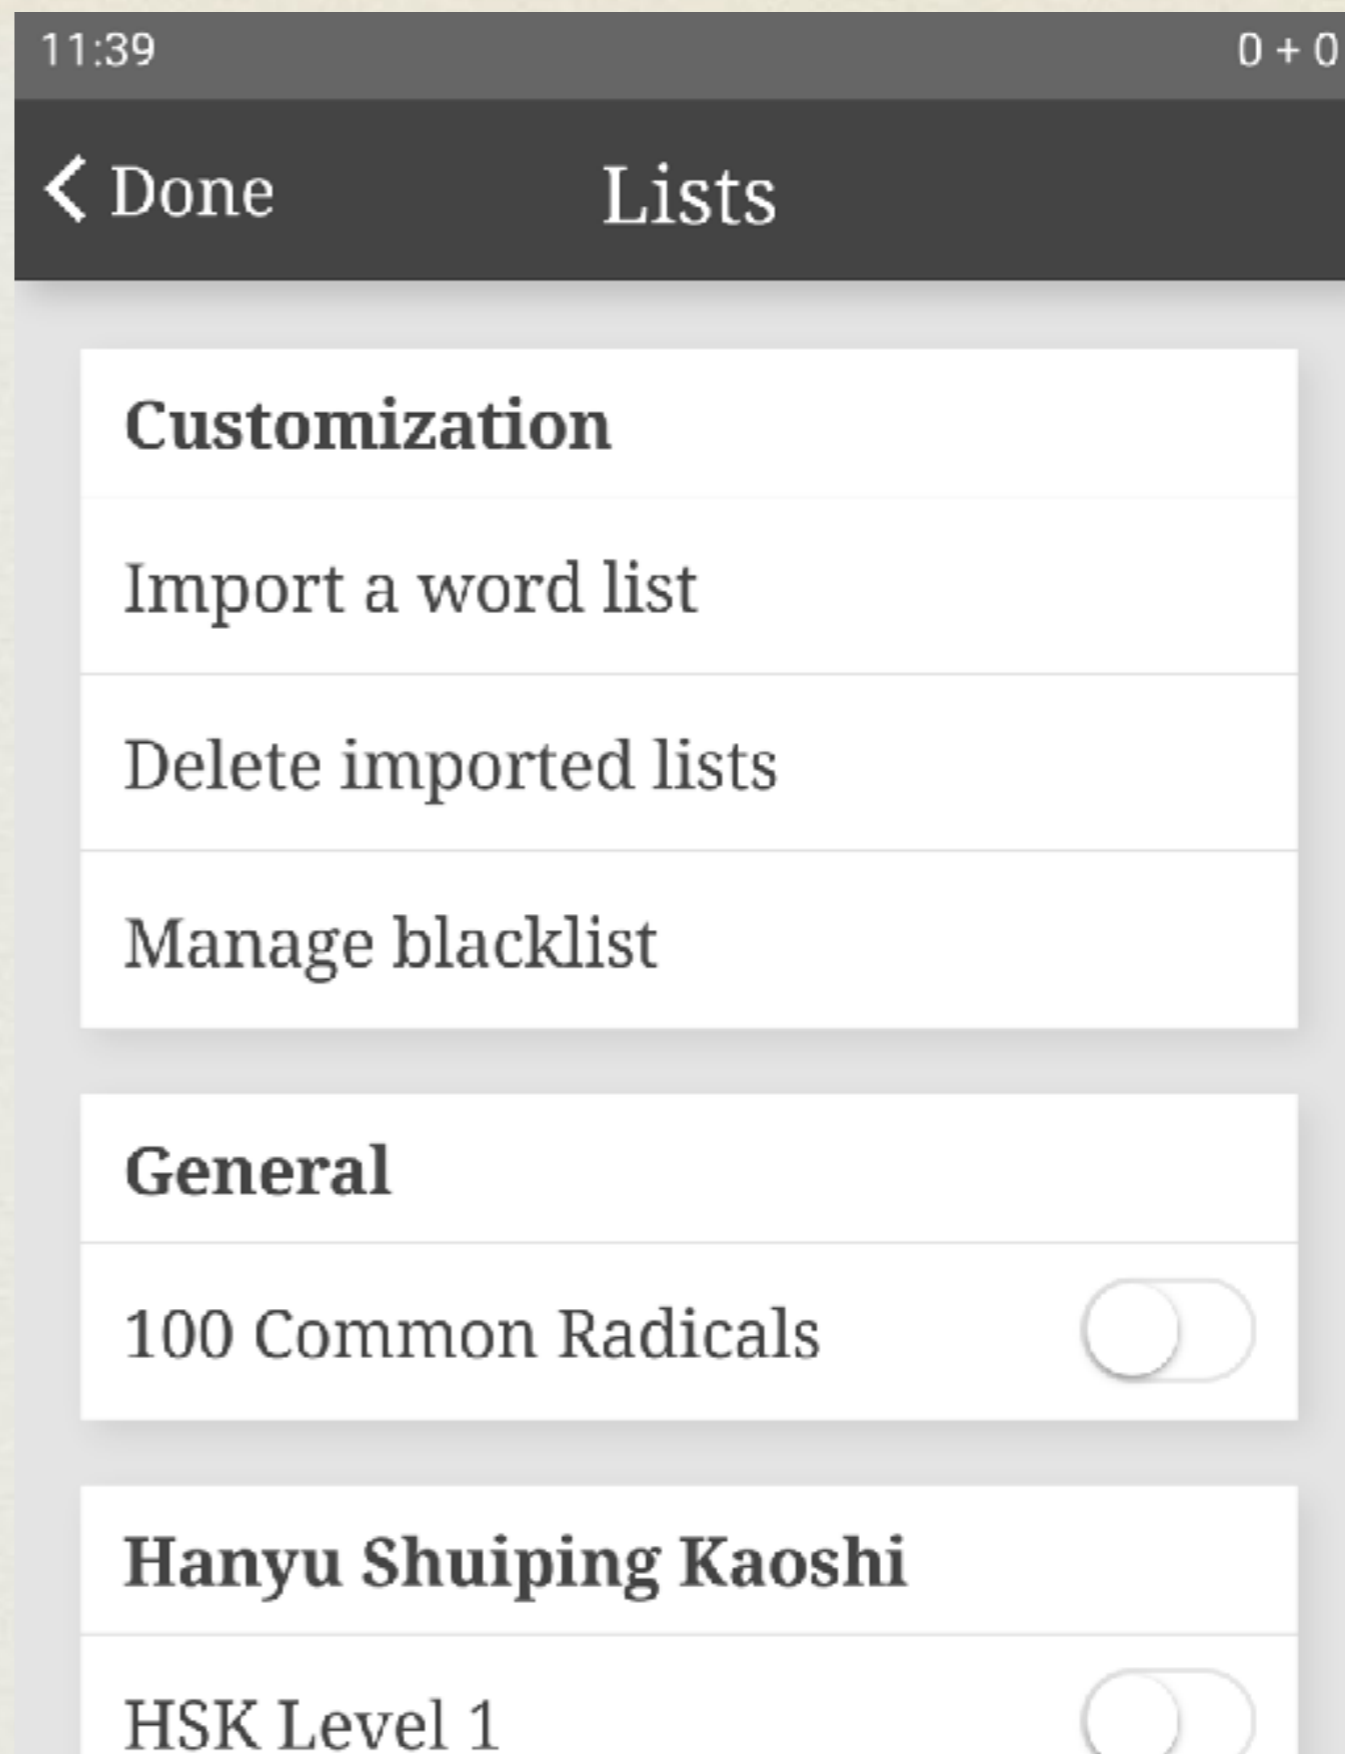 11:39 0 + 0
Done Lists
Customization
Import a word list
Delete imported lists
Manage blacklist
General
100 Common Radicals
Hanyu Shuiping Kaoshi
HSK Level 1